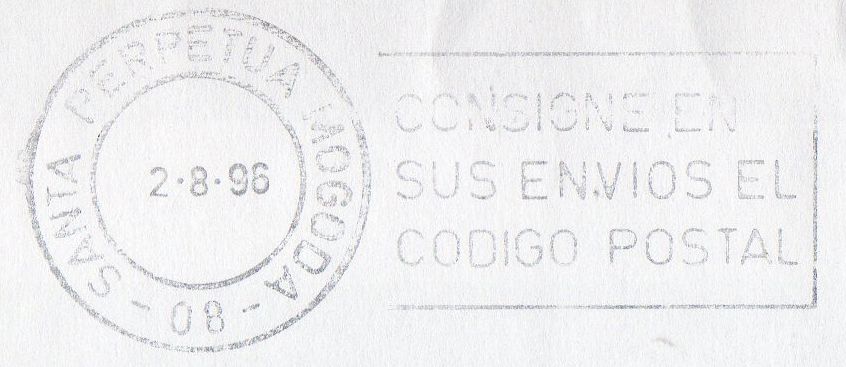 SANTA PERPETUA MOGODA
- 08 -
2·8·96
CONSIGNE EN
SUS ENVIOS EL
CODIGO POSTAL